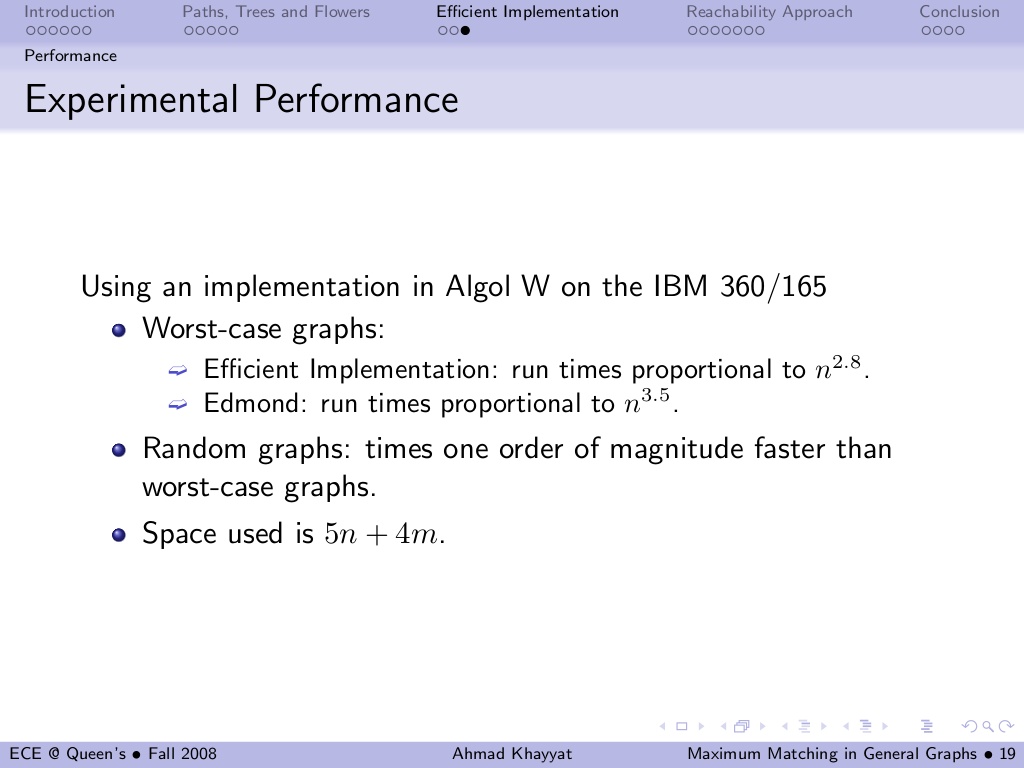 Introduction Paths, Trees and Flowers Efficient Implementation Reachability Approach Conclusion
Performance
Experimental Performance
Using an implementation in Algol W on the IBM 360/165
Worst-case graphs:
Efficient Implementation: run times proportional to n^2.8.
Edmond: run times proportional to n^3.5.
Random graphs: times one order of magnitude faster than
worst-case graphs.
Space used is 5n + 4m.
ECE @ Queen's • Fall 2008 Ahmad Khayyat Maximum Matching in General Graphs • 19